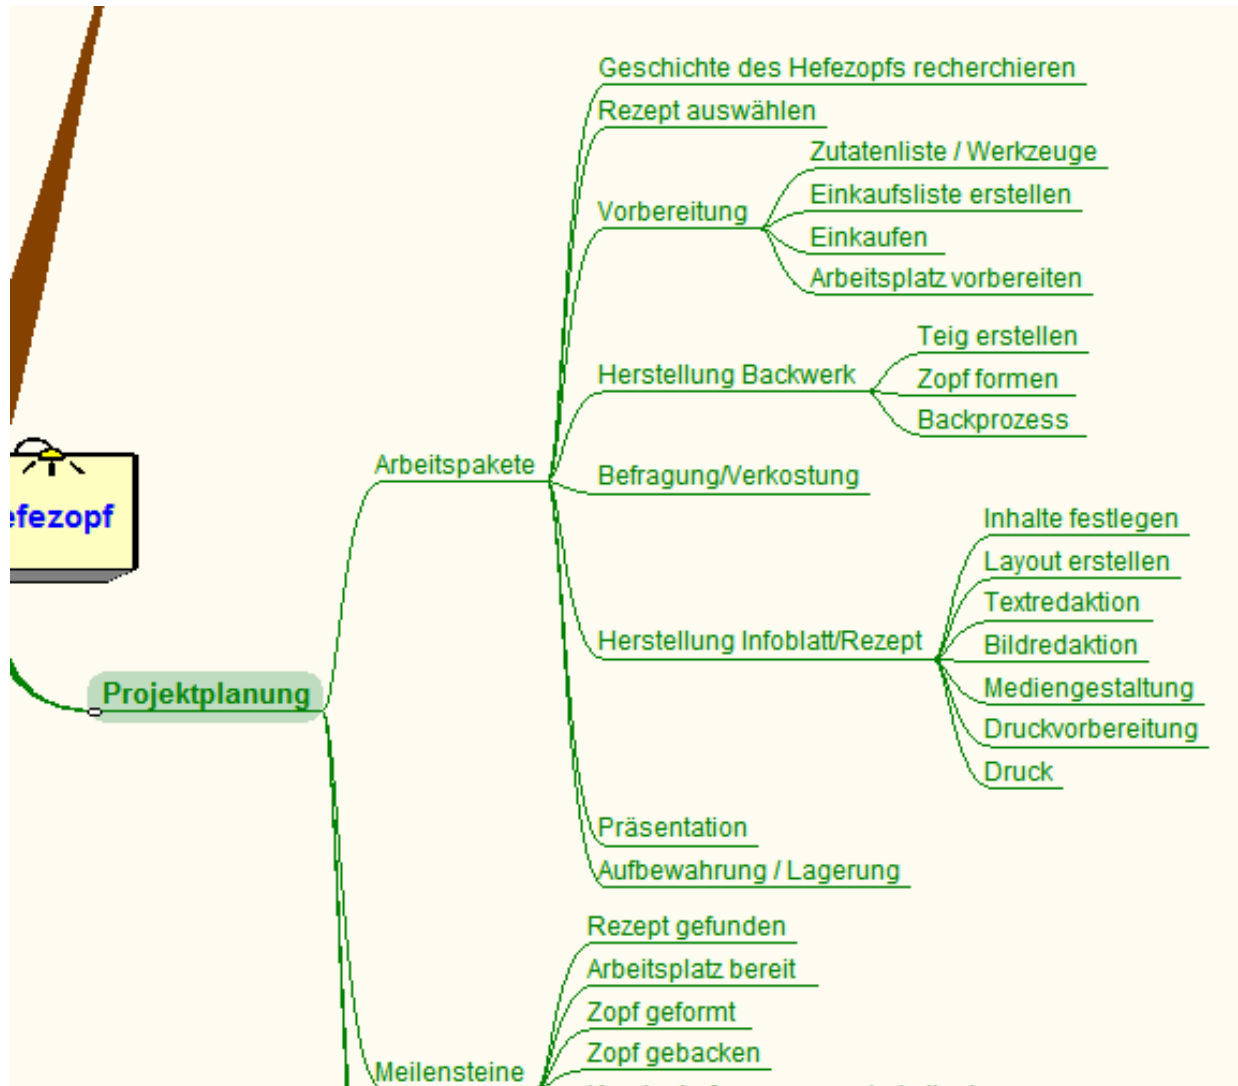 Geschichte des Hefezopfs recherchieren
Rezept auswählen
Zutatenliste / Werkzeuge
Einkaufsliste erstellen
Vorbereitung
Einkaufen
Arbeitsplatz vorbereiten
Teig erstellen
Herstellung Backwerk
Zopf formen
Backprozess
Arbeitspakete
Befragung/Verkostung
efezopf
Inhalte festlegen
Layout erstellen
Textredaktion
Herstellung Infoblatt/Rezept
Bildredaktion
Projektplanung
Mediengestaltung
Druckvorbereitung
Druck
Präsentation
Aufbewahrung / Lagerung
Rezept gefunden
Arbeitsplatz bereit
Zopf geformt
Zopf gebacken
Meilensteine